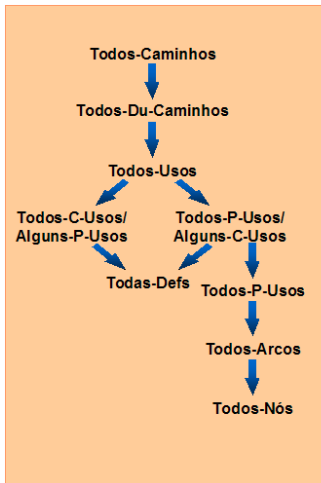 Todos-Caminhos
Todos-Du-Caminhos
Todos-Usos
Todos-C-Usos/
Alguns-P-Usos
Todos-P-Usos/
Alguns-C-Usos
Todas-Defs
Todos-P-Usos
Todos-Arcos
Todos-Nós